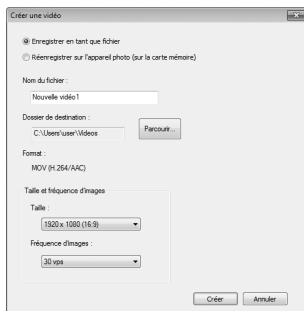 Créer une vidéo
Enregistrer en tant que fichier
Réenregistrer sur l'appareil photo (sur la carte mémoire)
Nom du fichier :
Nouvelle vidéo1
Dossier de destination :
C:\Users\user\Videos
Parcourir...
Format :
MOV (H.264/AAC)
Taille et fréquence d'images
Taille :
1920 x 1080 (16:9)
Fréquence d'images :
30 vps
Créer
Annuler